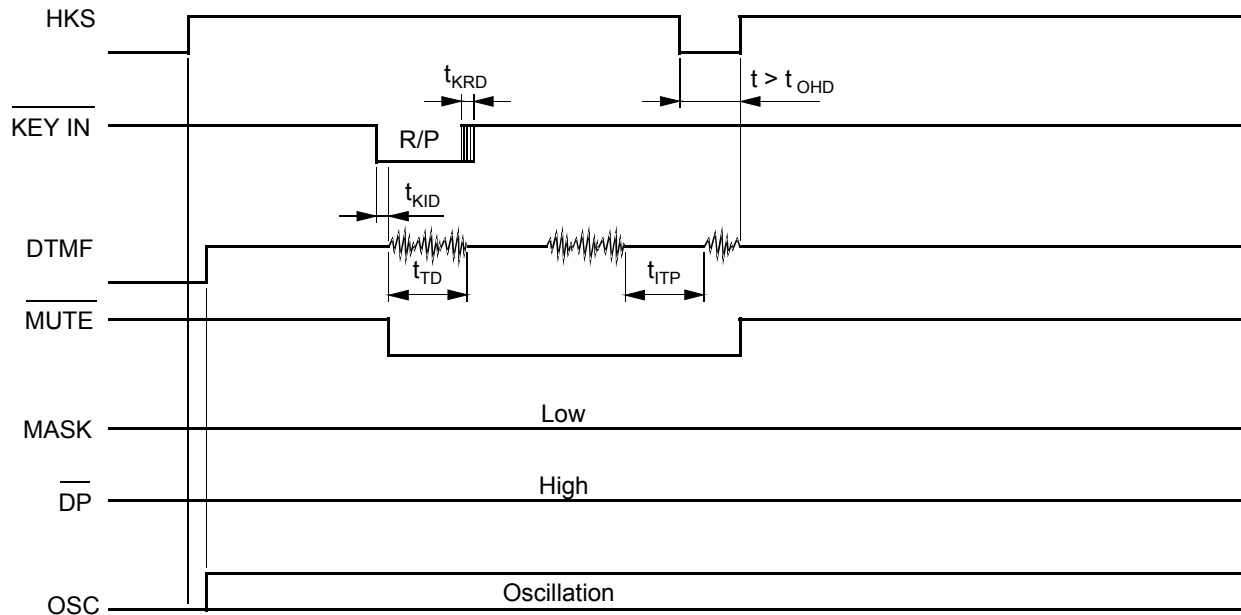 HKS
tKRD
t > tOHD
KEY IN
R/P
tKID
DTMF
tTD
tITP
MUTE
Low
MASK
High
DP
Oscillation
OSC